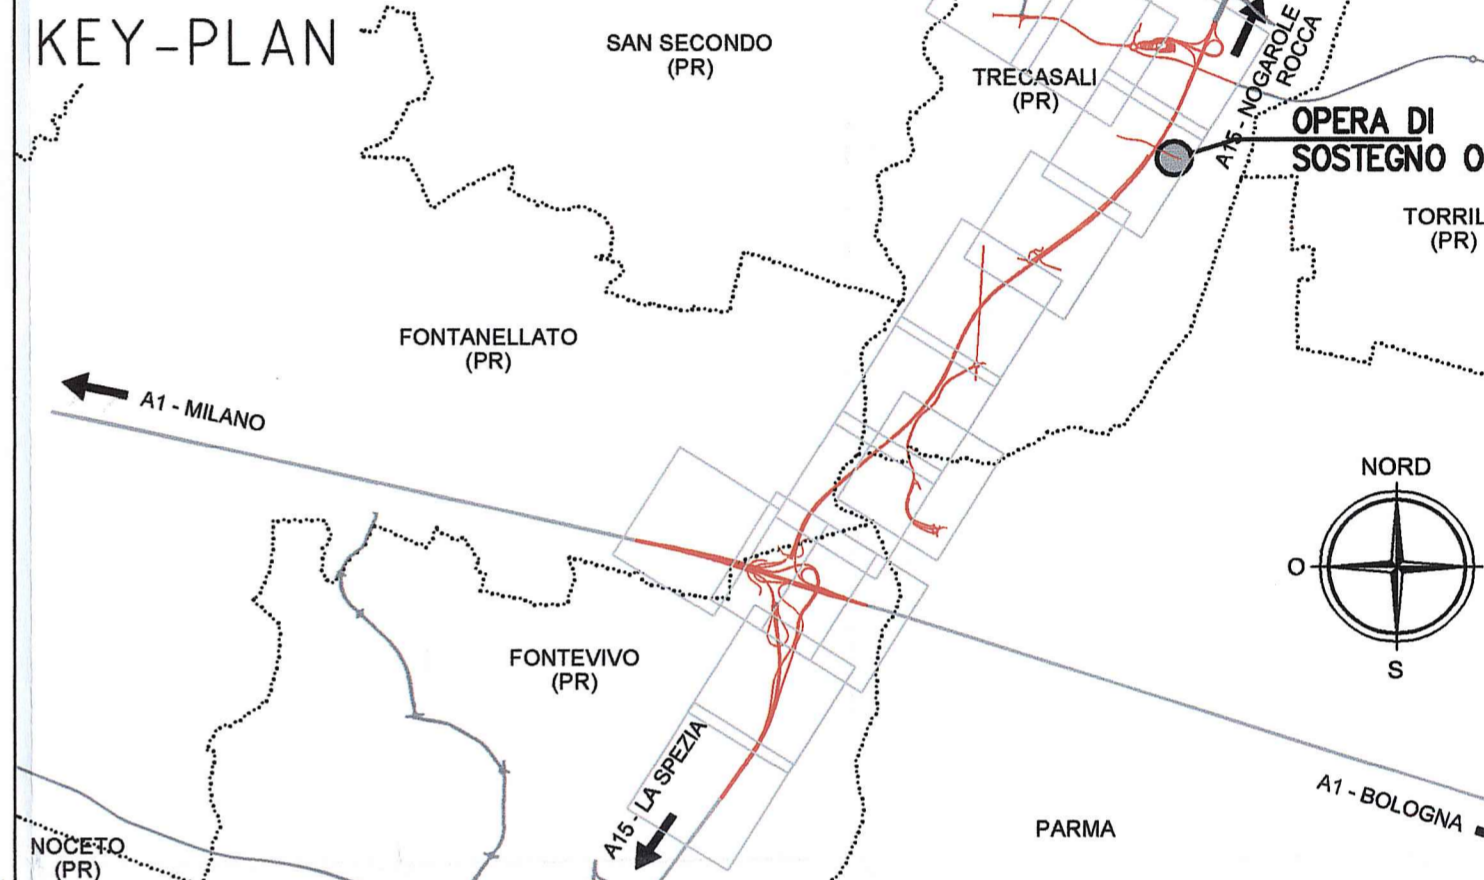 KEY-PLAN
SAN SECONDO
(PR)
TRECASALI
(PR)
A15 - NOGAROLE
ROCCA
OPERA DI
SOSTEGNO
TORRIL
(PR)
FONTANELLATO
(PR)
A1 - MILANO
NORD
O
S
FONTEVIVO
(PR)
A15 - LA SPEZIA
A1 - BOLOGNA
PARMA
NOCETO
(PR)